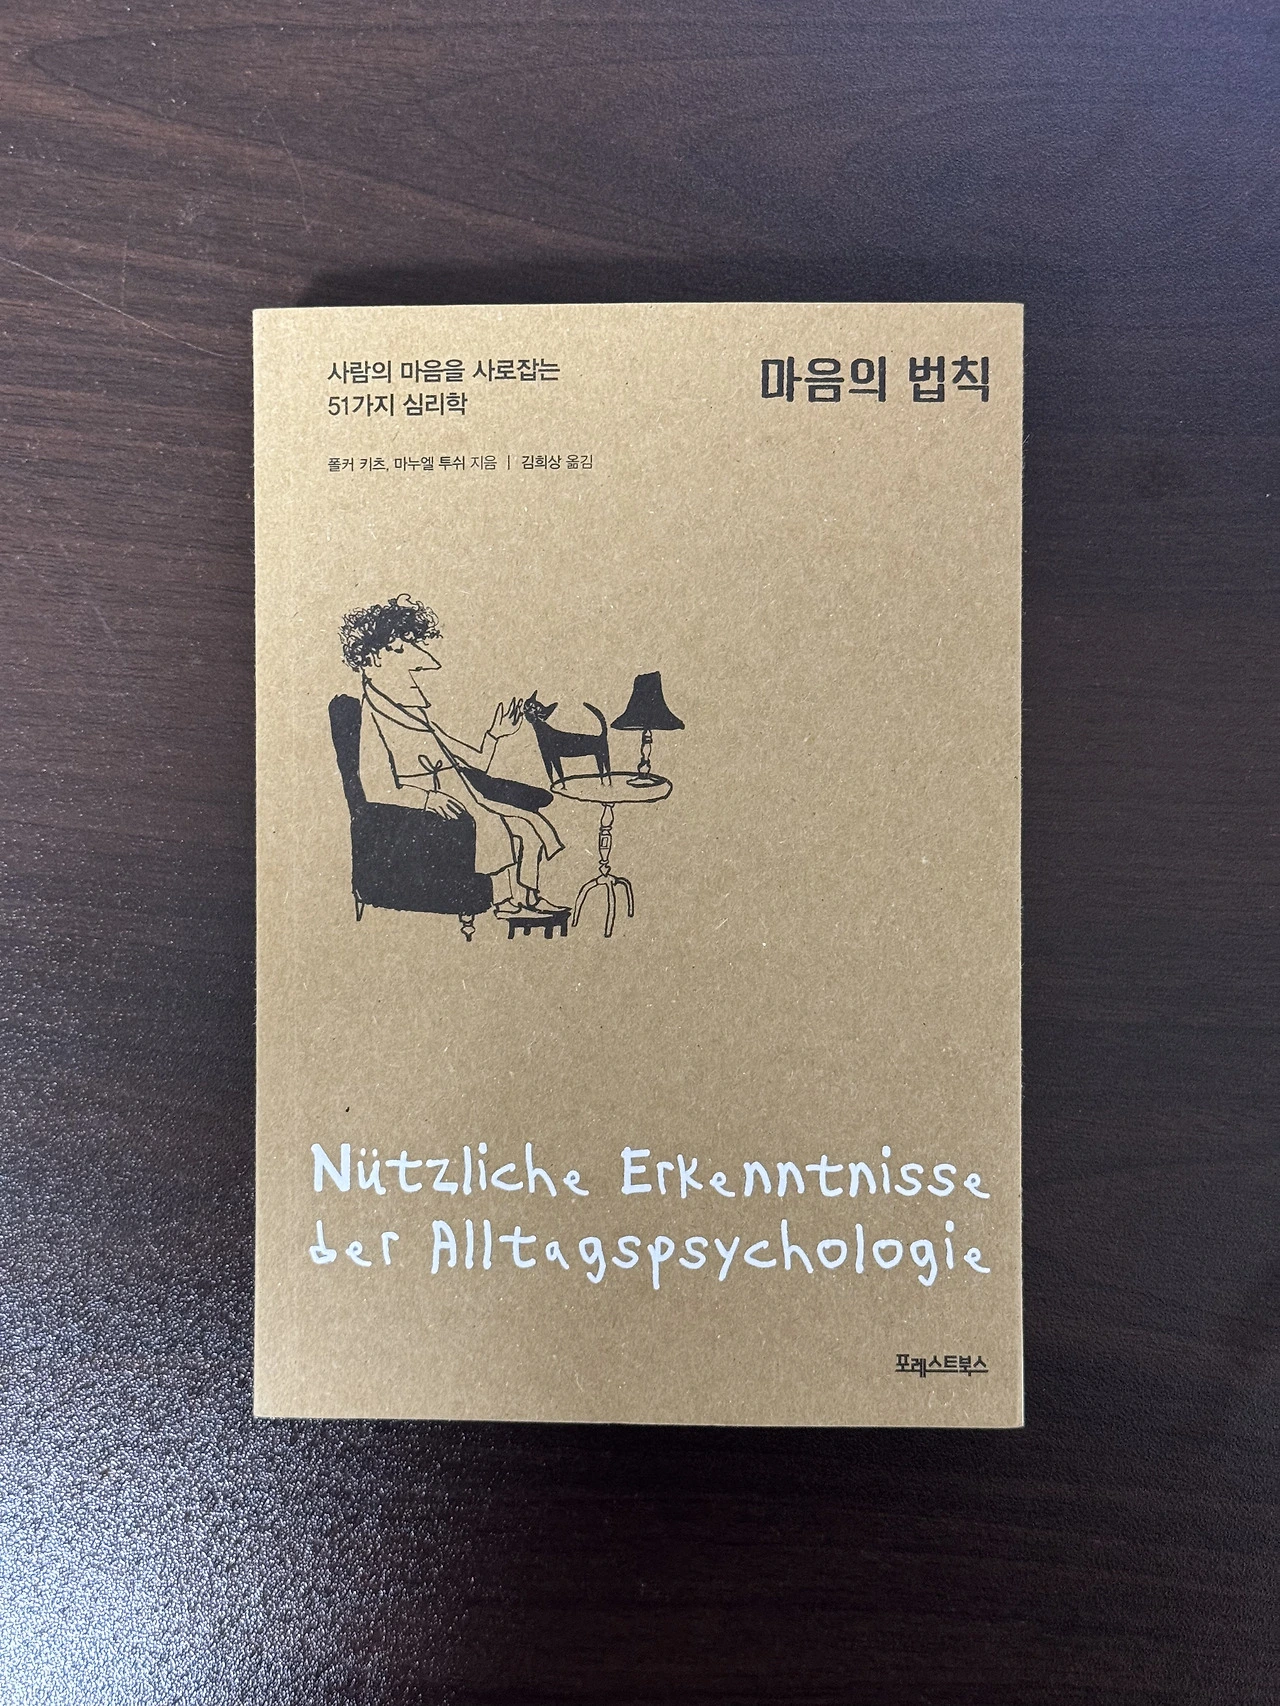 사람의 마음을 사로잡는
51가지 심리학
마음의 법칙
폴커 키츠, 마누엘 투쉬 지음 | 김희상 옮김
Nützliche Erkenntnisse
der Alltagspsychologie
포레스트북스